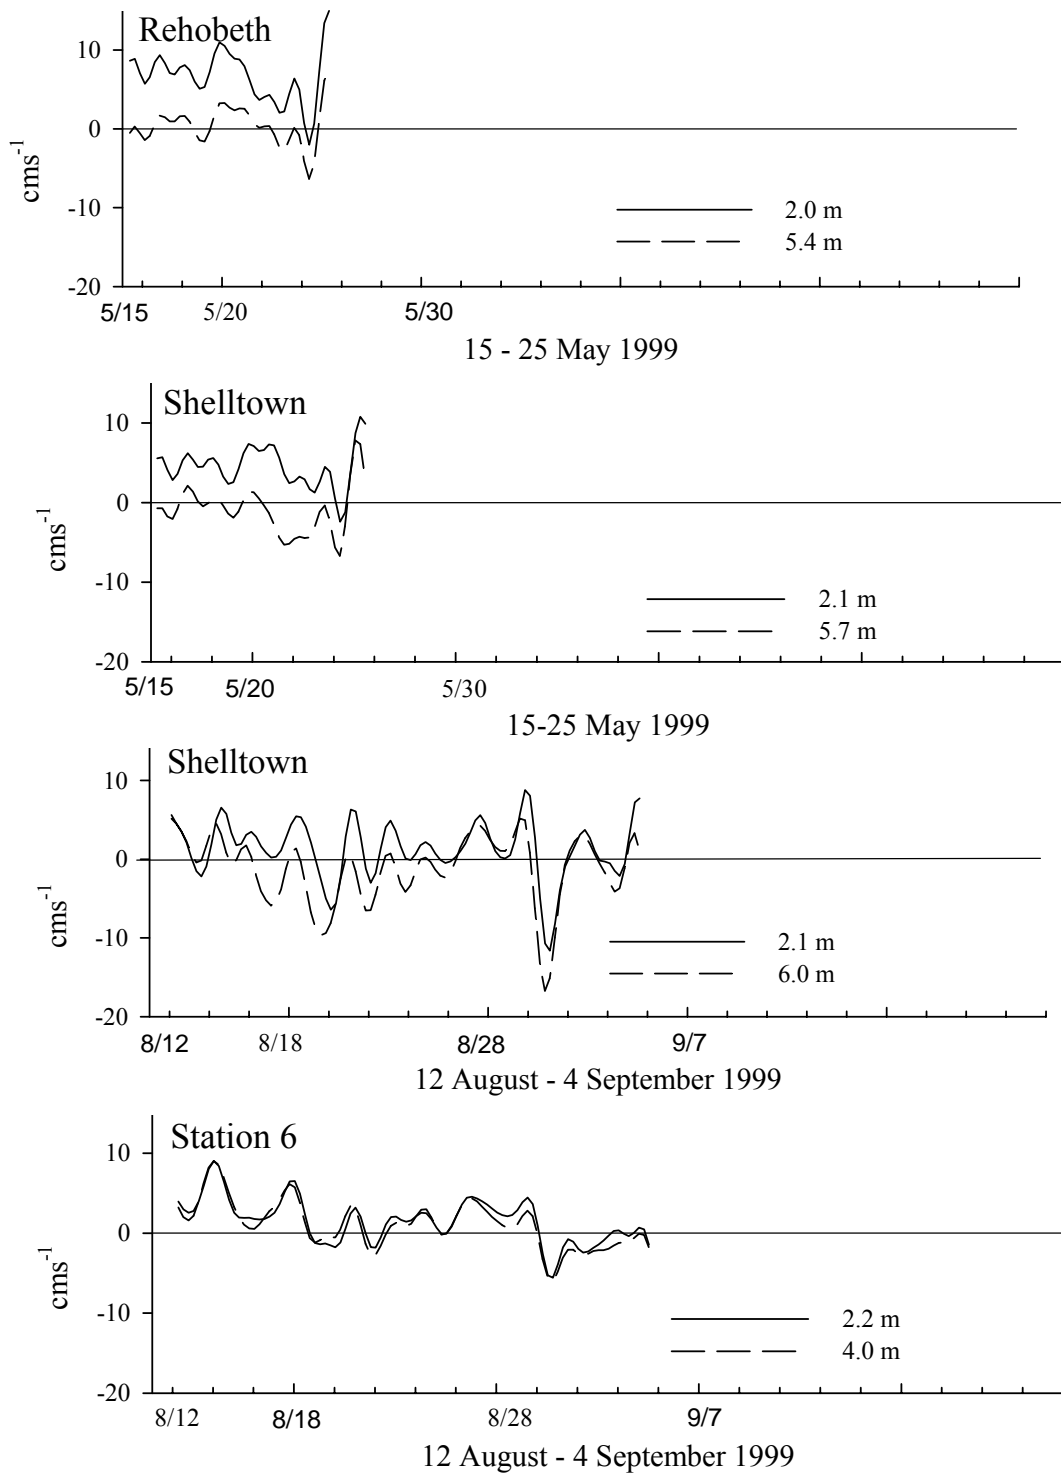 Rehobeth
10
0
-10
-20
cms-1
2.0 m
5.4 m
5/15 5/20 5/30
15 - 25 May 1999
Shelltown
10
0
-10
-20
cms-1
2.1 m
5.7 m
5/15 5/20 5/30
15-25 May 1999
Shelltown
10
0
-10
-20
cms-1
2.1 m
6.0 m
8/12 8/18 8/28 9/7
12 August - 4 September 1999
Station 6
10
0
-10
-20
cms-1
2.2 m
4.0 m
8/12 8/18 8/28 9/7
12 August - 4 September 1999